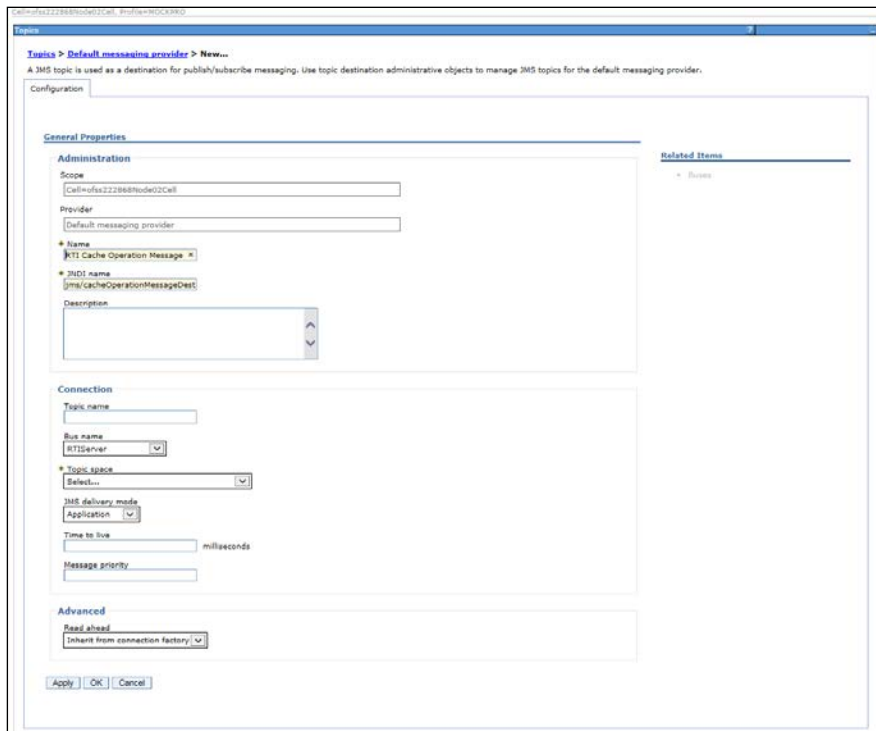 Cell=ofss222868Node02Cell, Profile=MOCKPRO
Topics ? _
Topics > Default messaging provider > New...
A JMS topic is used as a destination for publish/subscribe messaging. Use topic destination administrative objects to manage JMS topics for the default messaging provider.
Configuration
General Properties
Administration
Related Items
Scope
Buses
Cell=ofss222868Node02Cell
Provider
Default messaging provider
* Name
RTI Cache Operation Message ×
* JNDI name
jms/cacheOperationMessageDest
Description
Connection
Topic name
Bus name
RTIServer
* Topic space
Select...
JMS delivery mode
Application
Time to live
milliseconds
Message priority
Advanced
Read ahead
Inherit from connection factory
Apply OK Cancel